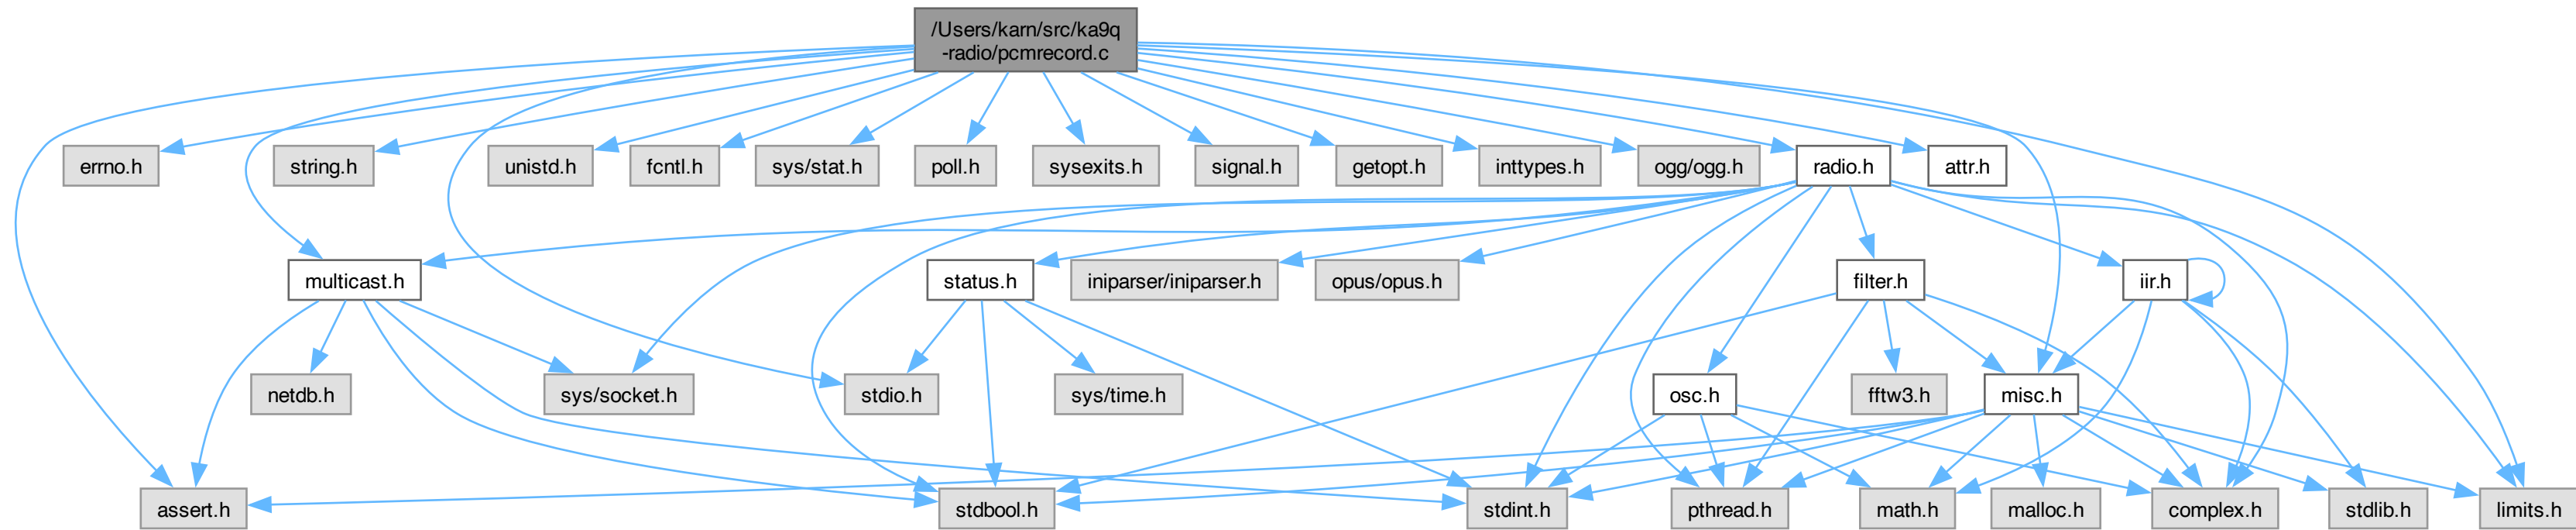 /Users/karn/src/ka9q
-radio/pcmrecord.c
errno.h
string.h
unistd.h
fcntl.h
sys/stat.h
poll.h
sysexits.h
signal.h
getopt.h
inttypes.h
ogg/ogg.h
radio.h
attr.h
multicast.h
status.h
iniparser/iniparser.h
opus/opus.h
filter.h
iir.h
netdb.h
sys/socket.h
stdio.h
sys/time.h
osc.h
fftw3.h
misc.h
assert.h
stdbool.h
stdint.h
pthread.h
math.h
malloc.h
complex.h
stdlib.h
limits.h